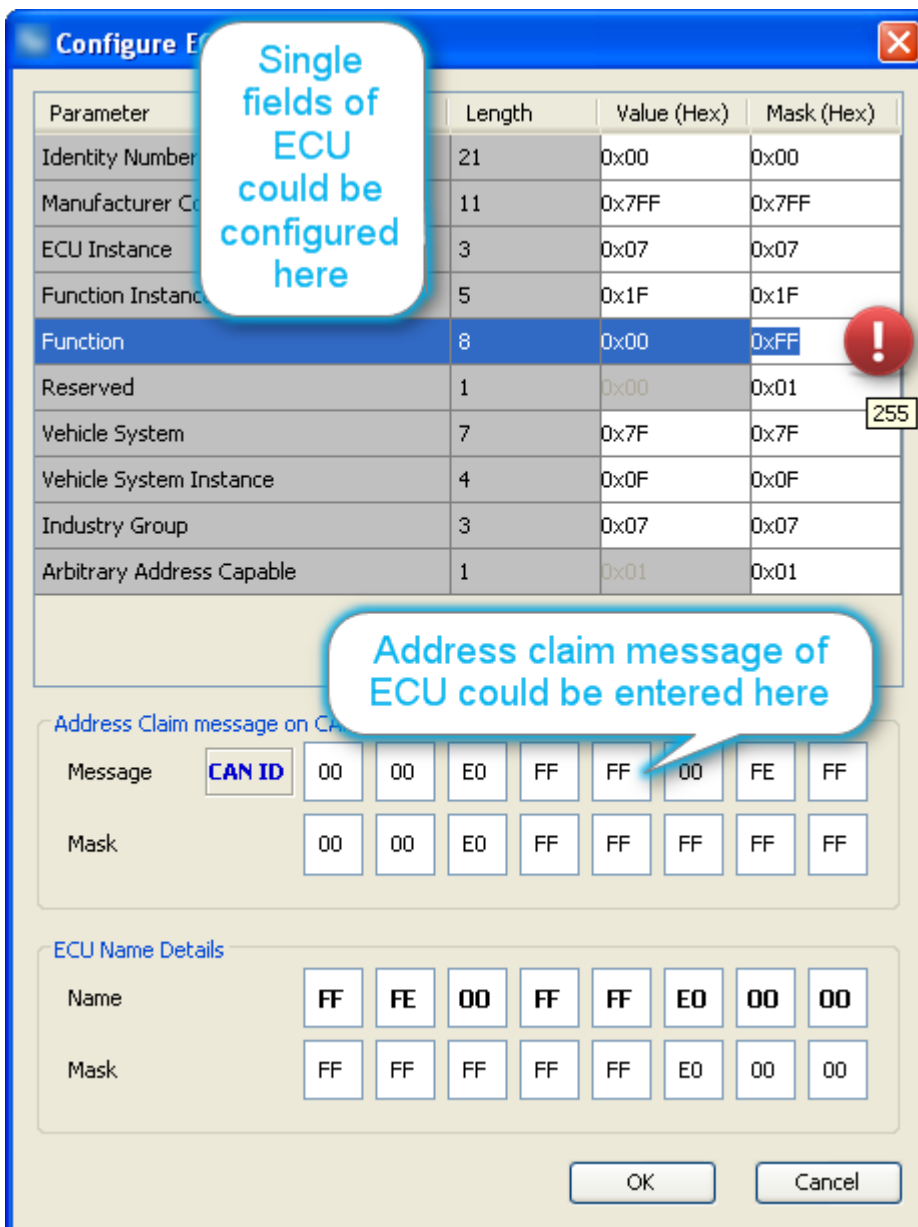 Configure E
Single
fields of
ECU
could be
configured
here
Parameter Length Value (Hex) Mask (Hex)
Identity Number 21 0x00 0x00
Manufacturer Co 11 0x7FF 0x7FF
ECU Instance 3 0x07 0x07
Function Instanc 5 0x1F 0x1F
Function 8 0x00 0xFF
!
Reserved 1 0x00 0x01
255
Vehicle System 7 0x7F 0x7F
Vehicle System Instance 4 0x0F 0x0F
Industry Group 3 0x07 0x07
Arbitrary Address Capable 1 0x01 0x01
Address claim message of
ECU could be entered here
Address Claim message on CA
Message CAN ID 00 00 E0 FF FF 00 FE FF
Mask 00 00 E0 FF FF FF FF FF
ECU Name Details
Name FF FE 00 FF FF E0 00 00
Mask FF FF FF FF FF E0 00 00
OK Cancel